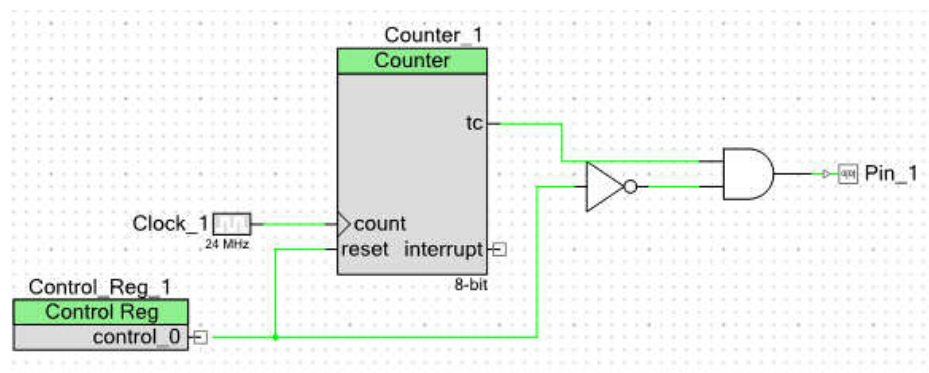 Counter_1
Counter
tc
Clock_1
24 MHz
count
reset
interrupt
8-bit
Control_Reg_1
Control Reg
control_0
Pin_1